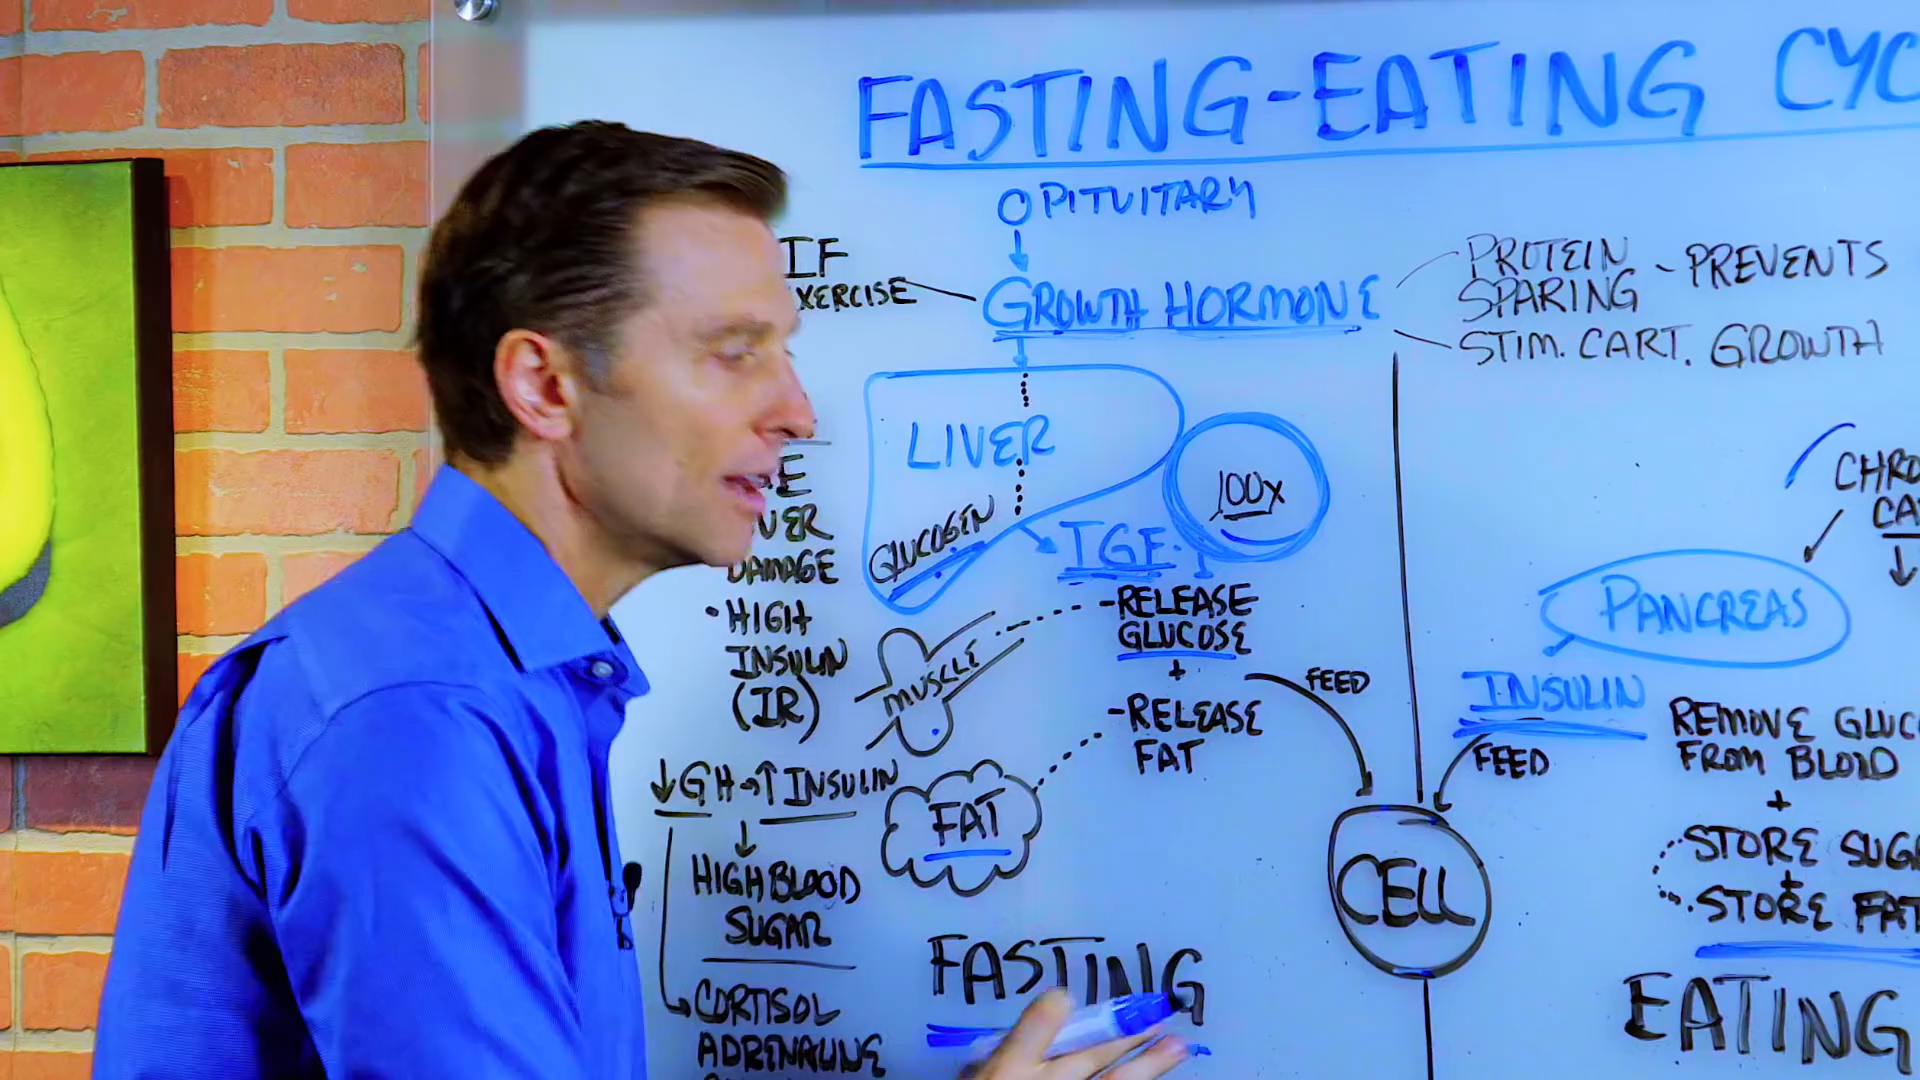 FASTING-EATING
PITUITARY
IF
EXERCISE
GROWTH HORMONE
PROTEIN
SPARING
- PREVENTS
STIM. CART. GROWTH
LIVER
GLUCOGEN
100x
IGF
DAMAGE
• HIGH
INSULIN
(IR)
MUSCLE
-RELEASE
GLUCOSE
+
-RELEASE
FAT
FEED
↓GH→↑INSULIN
HIGH BLOOD
SUGAR
CORTISOL
ADRENALINE
FAT
FASTING
CELL
PANCREAS
INSULIN
FEED
REMOVE
FROM BLOOD
+
STORE
+
STORE FAT
EATING